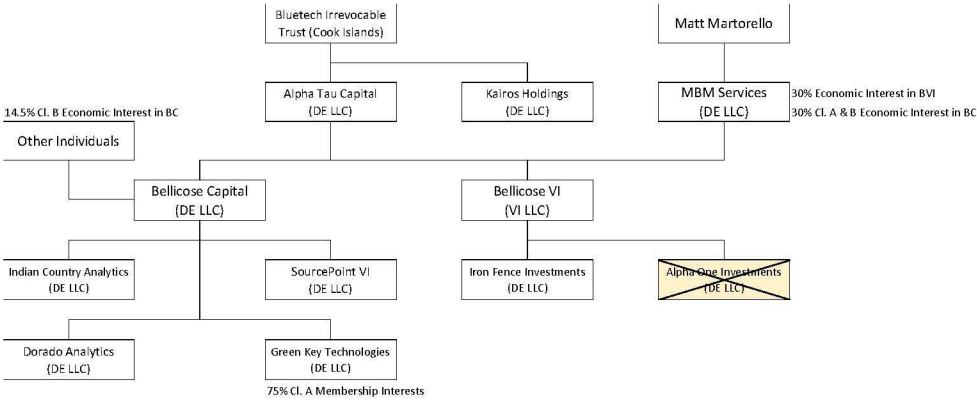 Bluetech Irrevocable
Trust (Cook Islands)
Matt Martorello
Alpha Tau Capital
(DE LLC)
Kairos Holdings
(DE LLC)
MBM Services
(DE LLC)
30% Economic Interest in BVI
30% Cl. A & B Economic Interest in BC
14.5% Cl. B Economic Interest in BC
Other Individuals
Bellicose Capital
(DE LLC)
Bellicose VI
(VI LLC)
Indian Country Analytics
(DE LLC)
SourcePoint VI
(DE LLC)
Iron Fence Investments
(DE LLC)
Alpha One Investments
(DE LLC)
Dorado Analytics
(DE LLC)
Green Key Technologies
(DE LLC)
75% Cl. A Membership Interests